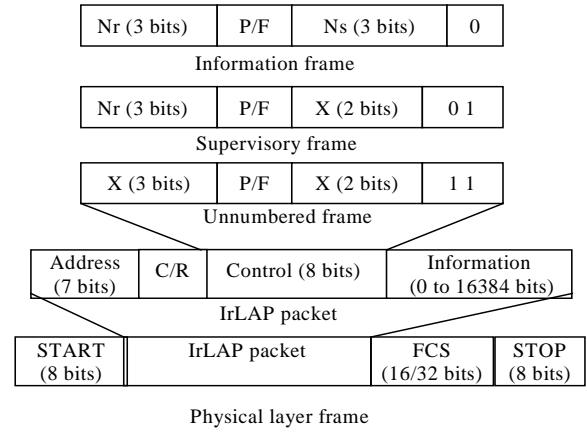 Nr (3 bits) P/F Ns (3 bits) 0
Information frame
Nr (3 bits) P/F X (2 bits) 0 1
Supervisory frame
X (3 bits) P/F X (2 bits) 1 1
Unnumbered frame
Address (7 bits) C/R Control (8 bits) Information (0 to 16384 bits)
IrLAP packet
START (8 bits) IrLAP packet FCS (16/32 bits) STOP (8 bits)
Physical layer frame